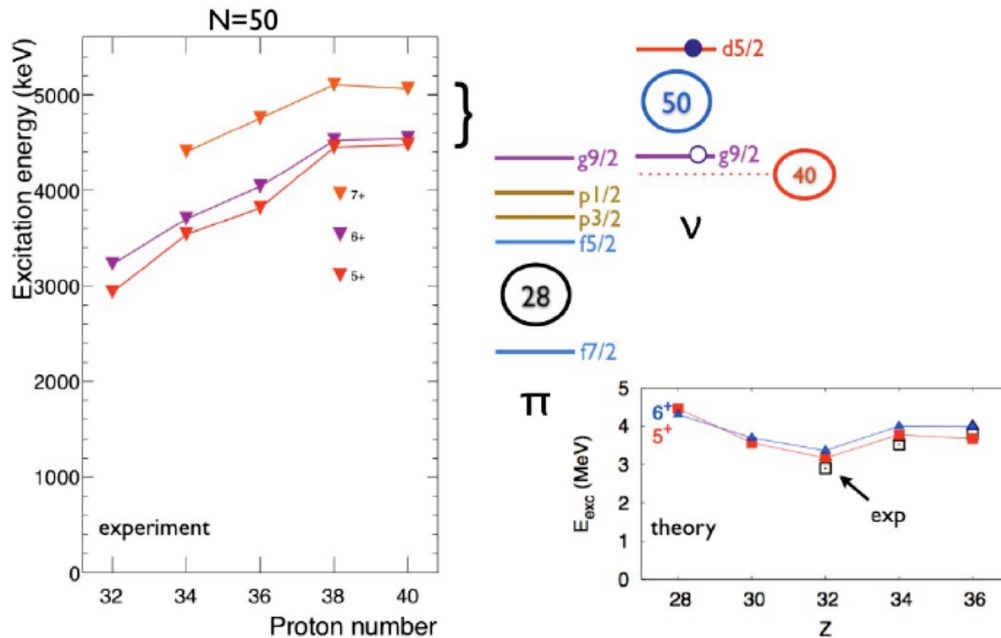 N=50
Excitation energy (keV)
5000
4000
3000
2000
1000
0
7+
6+
5+
experiment
32 34 36 38 40
Proton number
}
d5/2
50
g9/2
g9/2
40
p1/2
p3/2
f5/2
ν
28
f7/2
π
E_exc (MeV)
5
4
3
2
1
0
6⁺
5⁺
exp
theory
28 30 32 34 36
Z